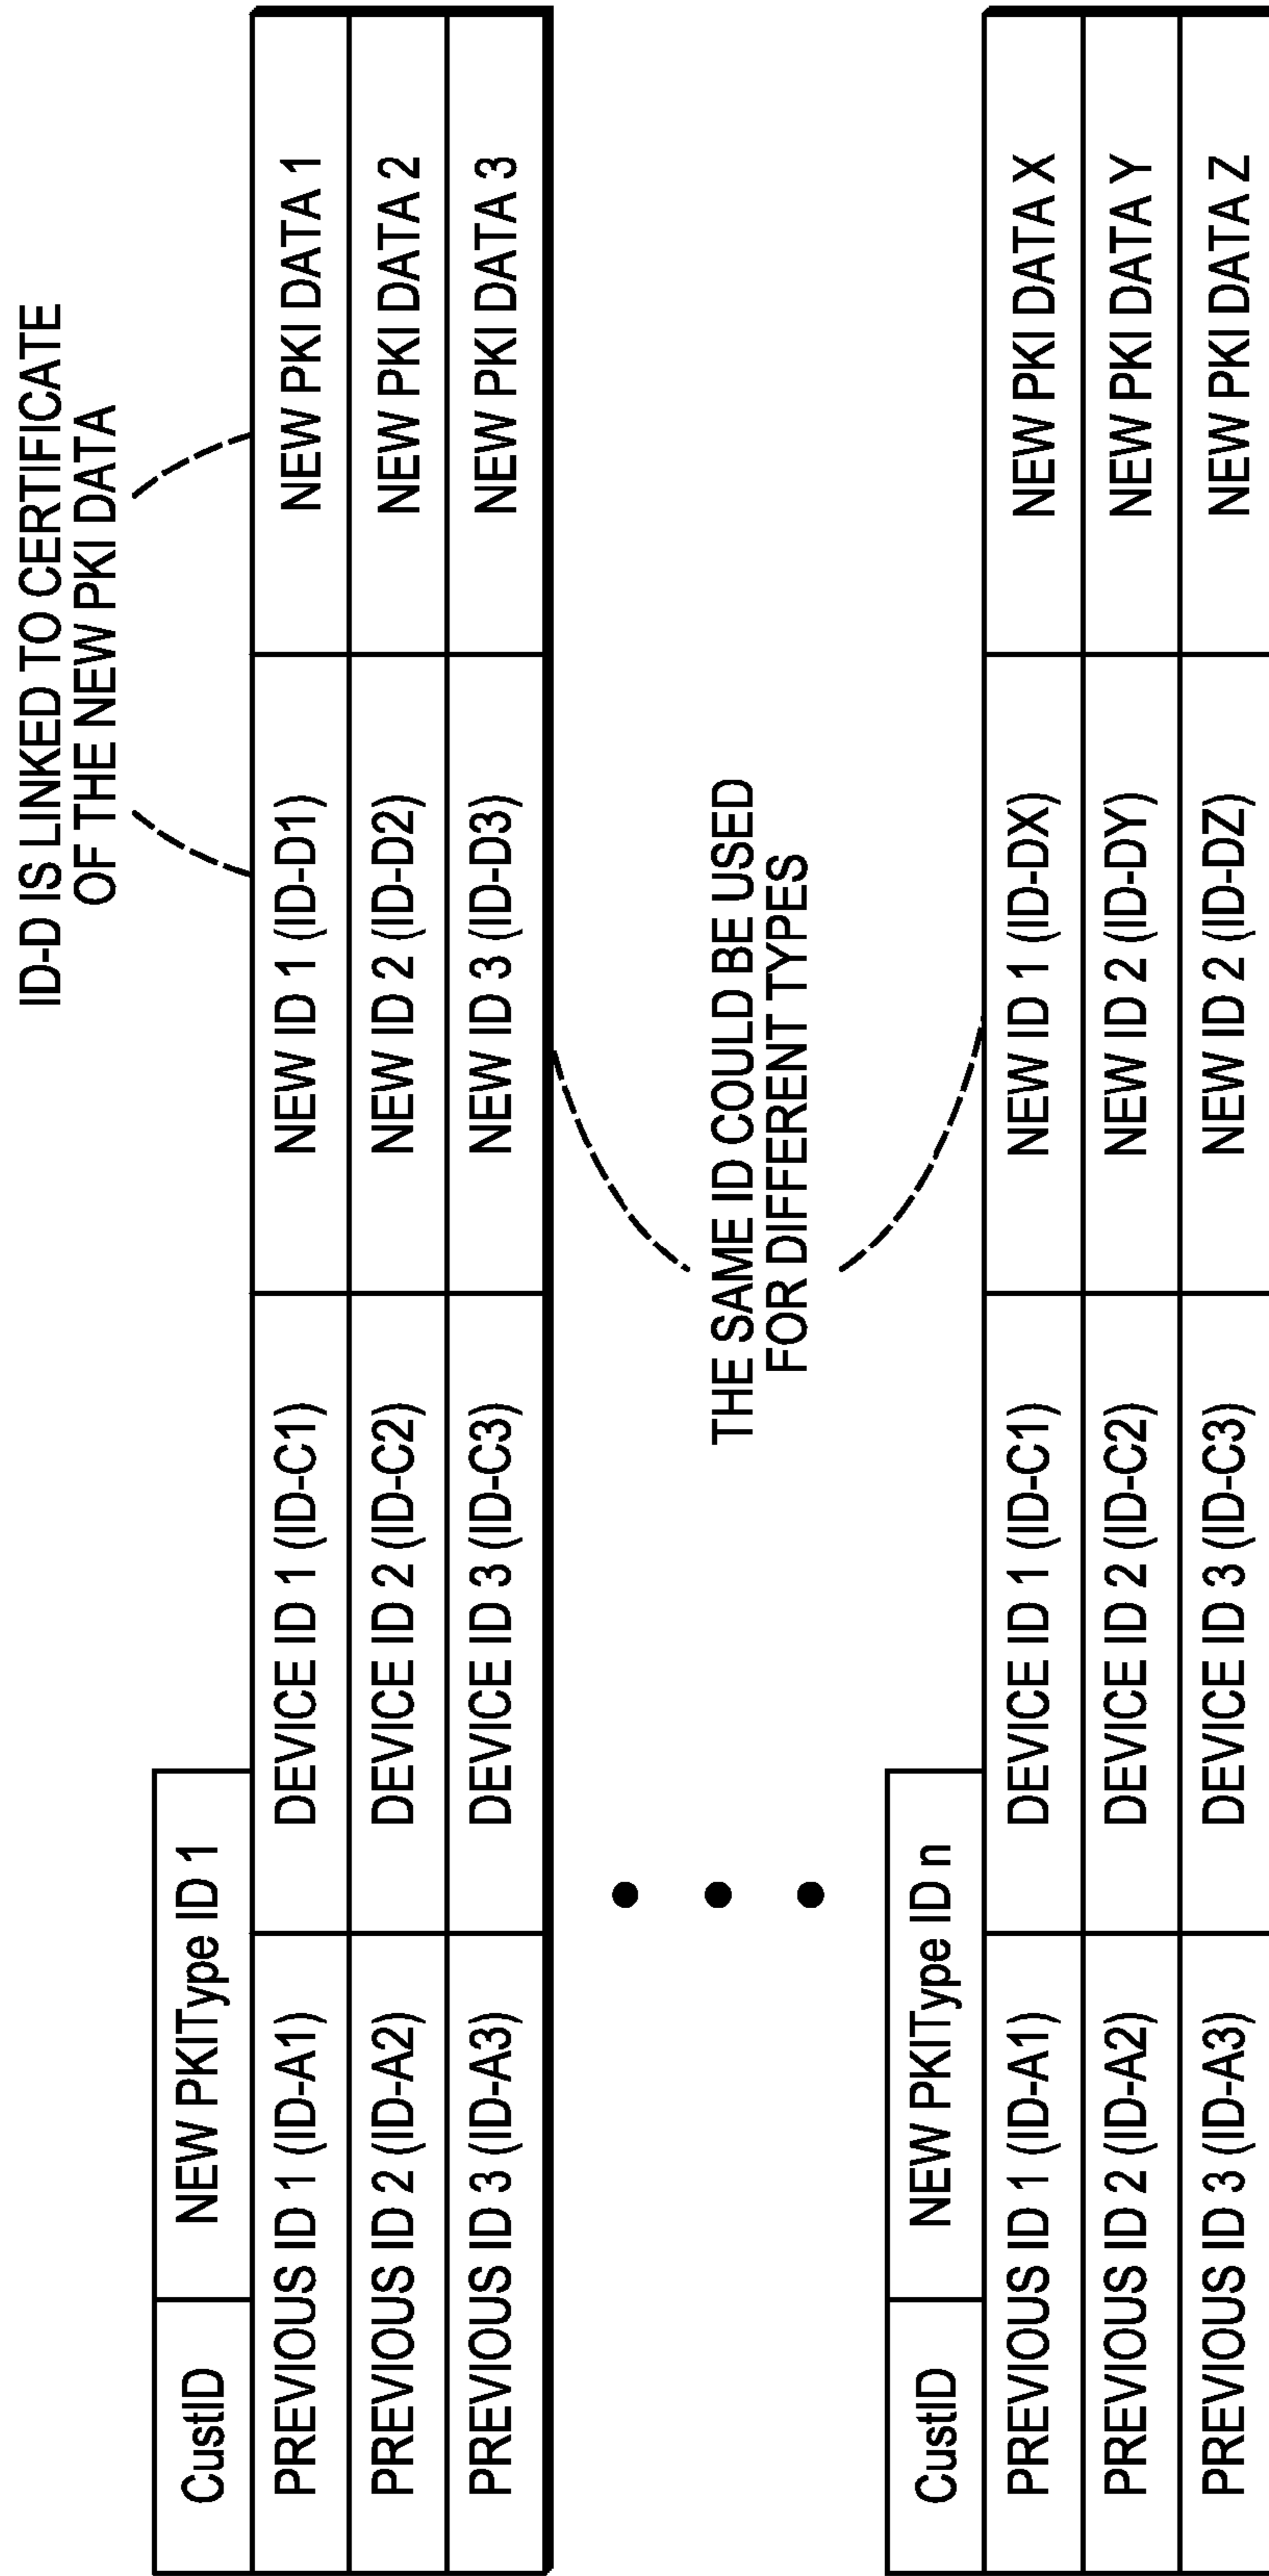 ID-D IS LINKED TO CERTIFICATE
OF THE NEW PKI DATA
CustID NEW PKIType ID 1
PREVIOUS ID 1 (ID-A1) DEVICE ID 1 (ID-C1) NEW ID 1 (ID-D1) NEW PKI DATA 1
PREVIOUS ID 2 (ID-A2) DEVICE ID 2 (ID-C2) NEW ID 2 (ID-D2) NEW PKI DATA 2
PREVIOUS ID 3 (ID-A3) DEVICE ID 3 (ID-C3) NEW ID 3 (ID-D3) NEW PKI DATA 3
THE SAME ID COULD BE USED
FOR DIFFERENT TYPES
CustID NEW PKIType ID n
PREVIOUS ID 1 (ID-A1) DEVICE ID 1 (ID-C1) NEW ID 1 (ID-DX) NEW PKI DATA X
PREVIOUS ID 2 (ID-A2) DEVICE ID 2 (ID-C2) NEW ID 2 (ID-DY) NEW PKI DATA Y
PREVIOUS ID 3 (ID-A3) DEVICE ID 3 (ID-C3) NEW ID 2 (ID-DZ) NEW PKI DATA Z